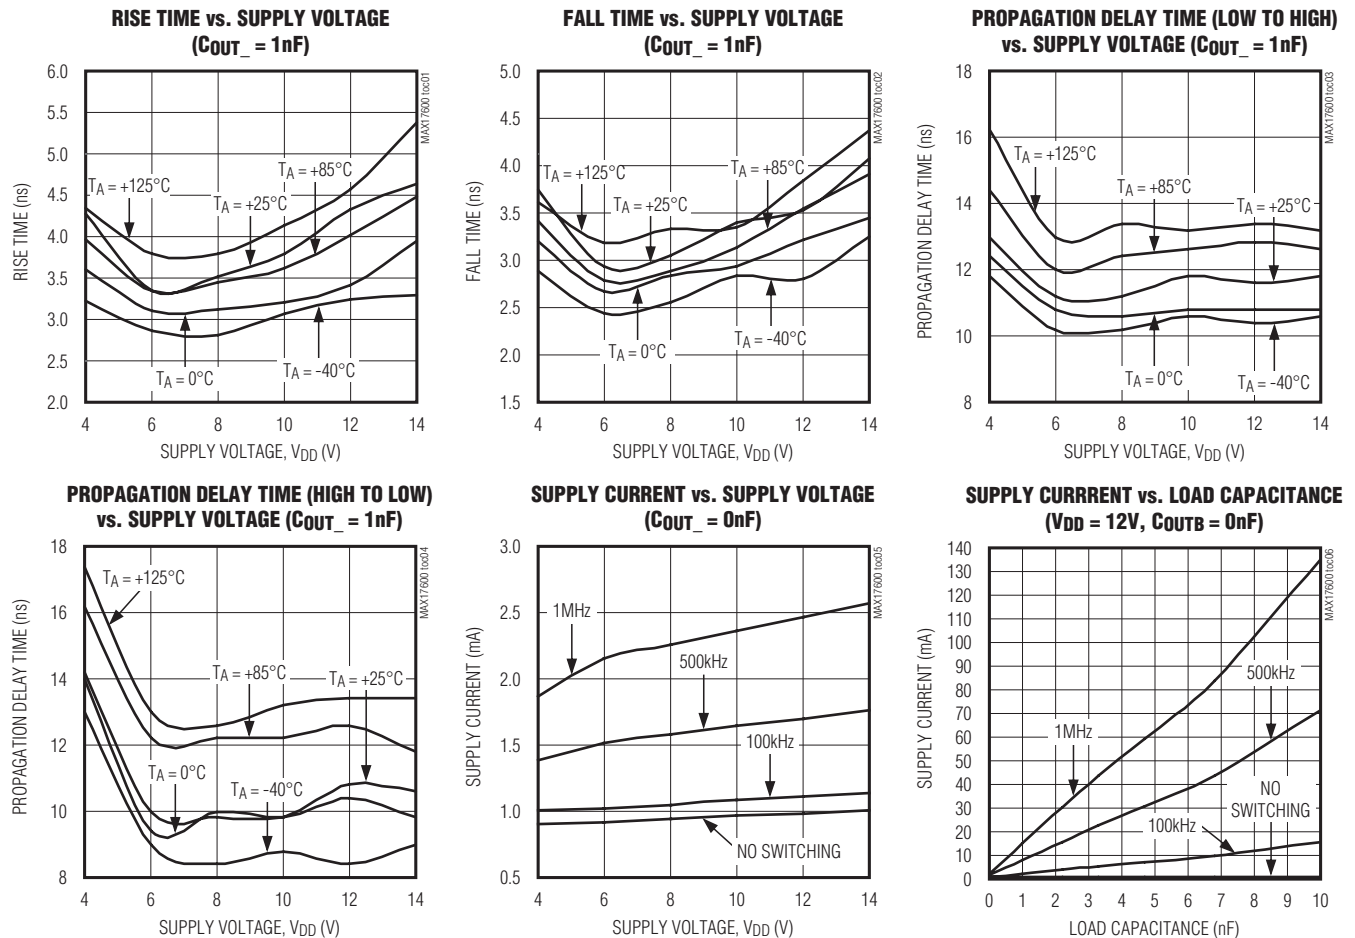 RISE TIME vs. SUPPLY VOLTAGE
(COUT_ = 1nF)
MAX17600 toc01
RISE TIME (ns)
6.0
5.5
5.0
4.5
4.0
3.5
3.0
2.5
2.0
TA = +125°C
TA = +25°C
TA = +85°C
TA = 0°C
TA = -40°C
4 6 8 10 12 14
SUPPLY VOLTAGE, VDD (V)
FALL TIME vs. SUPPLY VOLTAGE
(COUT_ = 1nF)
MAX17600 toc02
FALL TIME (ns)
5.0
4.5
4.0
3.5
3.0
2.5
2.0
1.5
TA = +125°C
TA = +85°C
TA = +25°C
TA = 0°C
TA = -40°C
4 6 8 10 12 14
SUPPLY VOLTAGE, VDD (V)
PROPAGATION DELAY TIME (LOW TO HIGH)
vs. SUPPLY VOLTAGE (COUT_ = 1nF)
MAX17600 toc03
PROPAGATION DELAY TIME (ns)
18
16
14
12
10
8
TA = +125°C
TA = +85°C
TA = +25°C
TA = 0°C
TA = -40°C
4 6 8 10 12 14
SUPPLY VOLTAGE, VDD (V)
PROPAGATION DELAY TIME (HIGH TO LOW)
vs. SUPPLY VOLTAGE (COUT_ = 1nF)
MAX17600 toc04
PROPAGATION DELAY TIME (ns)
18
16
14
12
10
8
TA = +125°C
TA = +85°C
TA = +25°C
TA = 0°C
TA = -40°C
4 6 8 10 12 14
SUPPLY VOLTAGE, VDD (V)
SUPPLY CURRENT vs. SUPPLY VOLTAGE
(COUT_ = 0nF)
MAX17600 toc05
SUPPLY CURRENT (mA)
3.0
2.5
2.0
1.5
1.0
0.5
1MHz
500kHz
100kHz
NO SWITCHING
4 6 8 10 12 14
SUPPLY VOLTAGE, VDD (V)
SUPPLY CURRRENT vs. LOAD CAPACITANCE
(VDD = 12V, COUTB = 0nF)
MAX17600 toc06
SUPPLY CURRENT (mA)
140
130
120
110
100
90
80
70
60
50
40
30
20
10
0
1MHz
500kHz
NO
SWITCHING
100kHz
0 1 2 3 4 5 6 7 8 9 10
LOAD CAPACITANCE (nF)